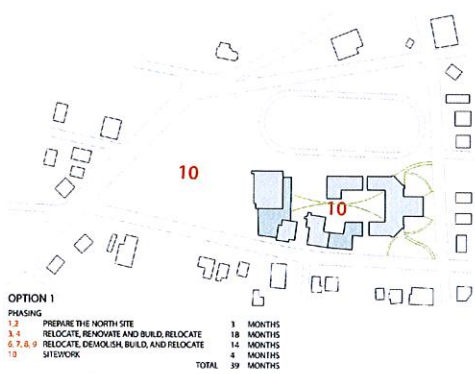 10
10
OPTION 1
PHASING
1,2 PREPARE THE NORTH SITE 3 MONTHS
3, 4 RELOCATE, RENOVATE AND BUILD, RELOCATE 18 MONTHS
6, 7, 8, 9 RELOCATE, DEMOLISH, BUILD, AND RELOCATE 14 MONTHS
10 SITEWORK 4 MONTHS
TOTAL 39 MONTHS